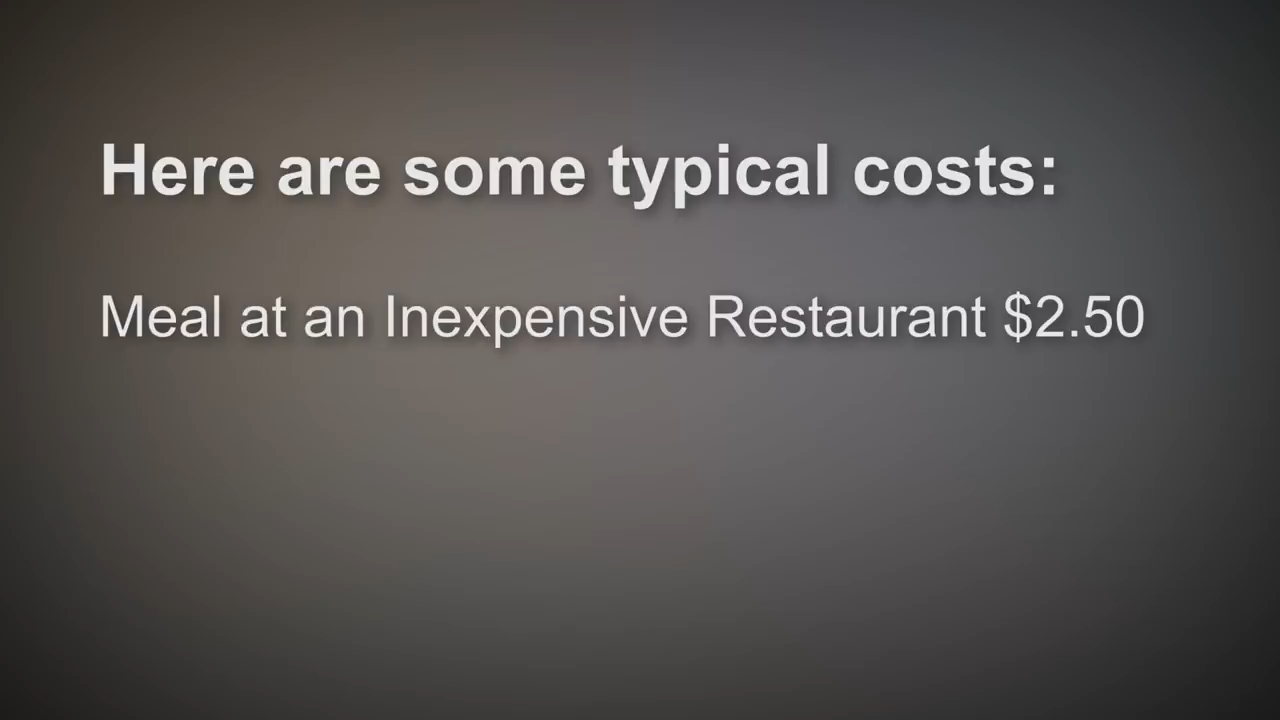 Here are some typical costs:
Meal at an Inexpensive Restaurant $2.50